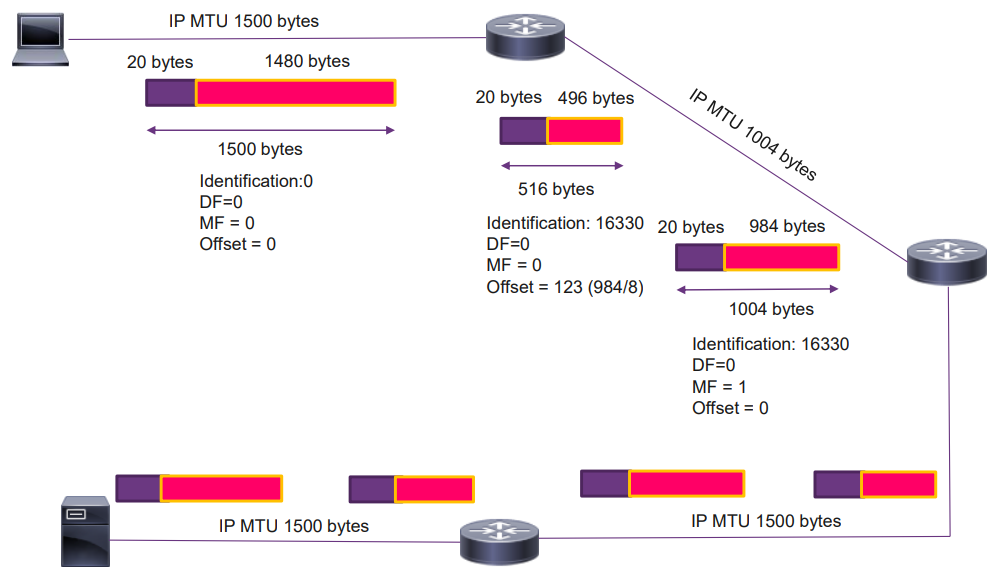 IP MTU 1500 bytes
20 bytes 1480 bytes
1500 bytes
Identification:0
DF=0
MF = 0
Offset = 0
20 bytes 496 bytes
516 bytes
Identification: 16330
DF=0
MF = 0
Offset = 123 (984/8)
IP MTU 1004 bytes
20 bytes 984 bytes
1004 bytes
Identification: 16330
DF=0
MF = 1
Offset = 0
IP MTU 1500 bytes
IP MTU 1500 bytes